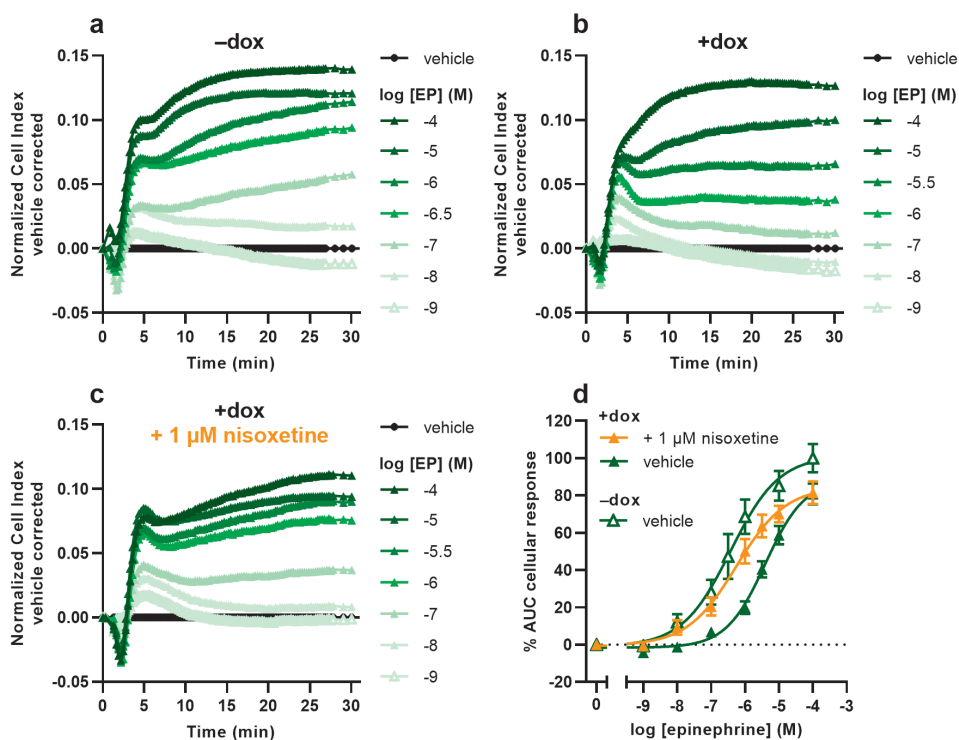 a
–dox
Normalized Cell Index
vehicle corrected
0.15
0.10
0.05
0.00
-0.05
0 5 10 15 20 25 30
Time (min)
vehicle
log [EP] (M)
-4
-5
-6
-6.5
-7
-8
-9
b
+dox
Normalized Cell Index
vehicle corrected
0.15
0.10
0.05
0.00
-0.05
0 5 10 15 20 25 30
Time (min)
vehicle
log [EP] (M)
-4
-5
-5.5
-6
-7
-8
-9
c
+dox
+ 1 µM nisoxetine
Normalized Cell Index
vehicle corrected
0.15
0.10
0.05
0.00
-0.05
0 5 10 15 20 25 30
Time (min)
vehicle
log [EP] (M)
-4
-5
-5.5
-6
-7
-8
-9
d
+dox
+ 1 µM nisoxetine
vehicle
–dox
vehicle
% AUC cellular response
120
100
80
60
40
20
0
-20
0 -9 -8 -7 -6 -5 -4 -3
log [epinephrine] (M)